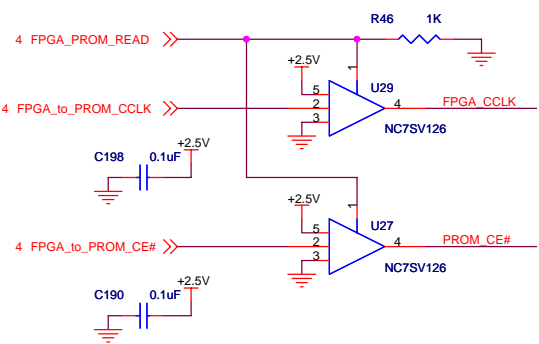 R46 1K
4 FPGA_PROM_READ
+2.5V
1
U29
5
4 FPGA_to_PROM_CCLK
2
4
FPGA_CCLK
3
NC7SV126
+2.5V
C198 0.1uF
+2.5V
1
U27
5
4 FPGA_to_PROM_CE#
2
4
PROM_CE#
3
NC7SV126
+2.5V
C190 0.1uF